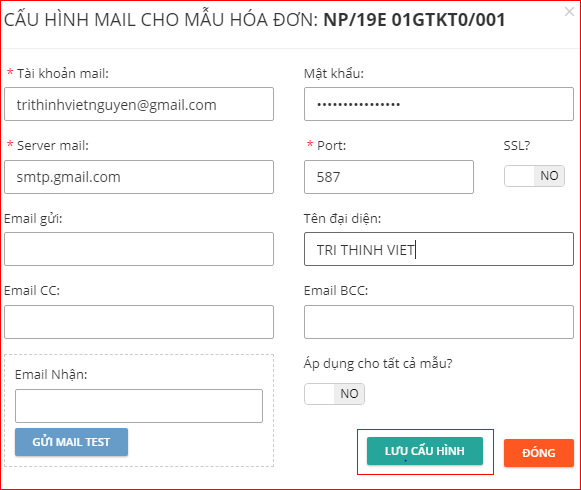 CẤU HÌNH MAIL CHO MẪU HÓA ĐƠN: NP/19E 01GTKT0/001
×
* Tài khoản mail:
Mật khẩu:
trithinhvietnguyen@gmail.com
••••••••••••••••
* Server mail:
* Port:
SSL?
smtp.gmail.com
587
NO
Email gửi:
Tên đại diện:
TRI THINH VIET
Email CC:
Email BCC:
Email Nhận:
Áp dụng cho tất cả mẫu?
NO
GỬI MAIL TEST
LƯU CẤU HÌNH
ĐÓNG